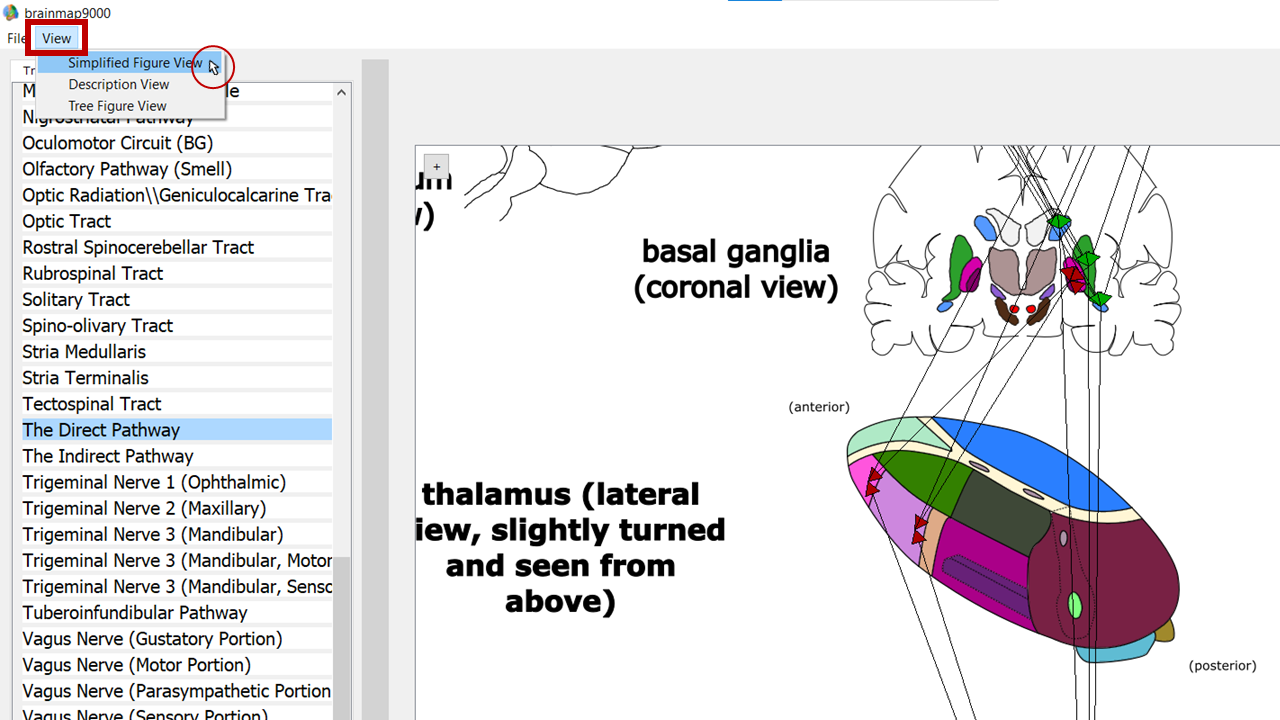 brainmap9000
File View
Simplified Figure View
Description View
Tree Figure View
Tr
M
le
Nigrostriatal Pathway
Oculomotor Circuit (BG)
Olfactory Pathway (Smell)
Optic Radiation\\Geniculocalcarine Tra
Optic Tract
Rostral Spinocerebellar Tract
Rubrospinal Tract
Solitary Tract
Spino-olivary Tract
Stria Medullaris
Stria Terminalis
Tectospinal Tract
The Direct Pathway
The Indirect Pathway
Trigeminal Nerve 1 (Ophthalmic)
Trigeminal Nerve 2 (Maxillary)
Trigeminal Nerve 3 (Mandibular)
Trigeminal Nerve 3 (Mandibular, Motor
Trigeminal Nerve 3 (Mandibular, Senso
Tuberoinfundibular Pathway
Vagus Nerve (Gustatory Portion)
Vagus Nerve (Motor Portion)
Vagus Nerve (Parasympathetic Portion
Vagus Nerve (Sensory Portion)
+
um
w)
basal ganglia
(coronal view)
(anterior)
thalamus (lateral
iew, slightly turned
and seen from
above)
(posterior)